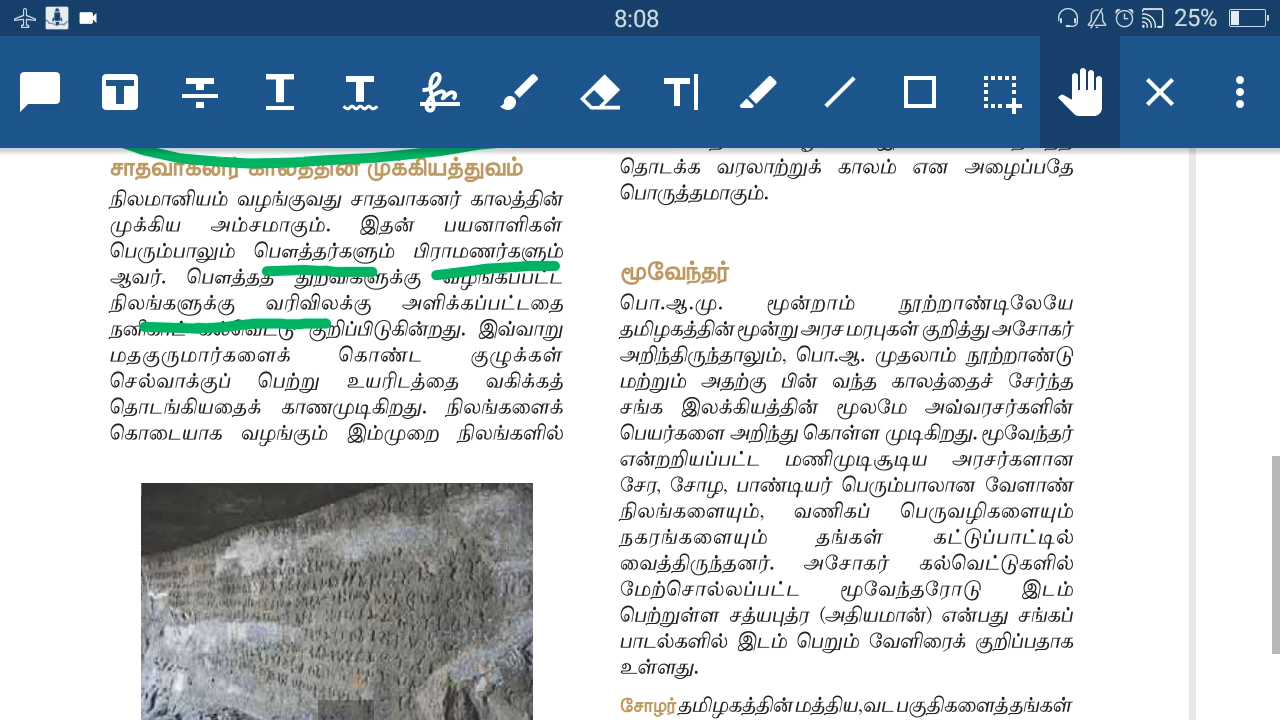 8:08
25%
சாதவாகனர் காலத்தின் முக்கியத்துவம்
நிலமானியம் வழங்குவது சாதவாகனர் காலத்தின்
முக்கிய அம்சமாகும். இதன் பயனாளிகள்
பெரும்பாலும் பௌத்தர்களும் பிராமணர்களும்
ஆவர். பௌத்தத் துறவிகளுக்கு வழங்கப்பட்ட
நிலங்களுக்கு வரிவிலக்கு அளிக்கப்பட்டதை
நனிகாட் கல்வெட்டு குறிப்பிடுகின்றது. இவ்வாறு
மதகுருமார்களைக் கொண்ட குழுக்கள்
செல்வாக்குப் பெற்று உயரிடத்தை வகிக்கத்
தொடங்கியதைக் காணமுடிகிறது. நிலங்களைக்
கொடையாக வழங்கும் இம்முறை நிலங்களில்
தொடக்க வரலாற்றுக் காலம் என அழைப்பதே
பொருத்தமாகும்.
மூவேந்தர்
பொ.ஆ.மு. மூன்றாம் நூற்றாண்டிலேயே
தமிழகத்தின் மூன்று அரச மரபுகள் குறித்து அசோகர்
அறிந்திருந்தாலும், பொ.ஆ. முதலாம் நூற்றாண்டு
மற்றும் அதற்கு பின் வந்த காலத்தைச் சேர்ந்த
சங்க இலக்கியத்தின் மூலமே அவ்வரசர்களின்
பெயர்களை அறிந்து கொள்ள முடிகிறது. மூவேந்தர்
என்றறியப்பட்ட மணிமுடிசூடிய அரசர்களான
சேர, சோழ, பாண்டியர் பெரும்பாலான வேளாண்
நிலங்களையும், வணிகப் பெருவழிகளையும்
நகரங்களையும் தங்கள் கட்டுப்பாட்டில்
வைத்திருந்தனர். அசோகர் கல்வெட்டுகளில்
மேற்சொல்லப்பட்ட மூவேந்தரோடு இடம்
பெற்றுள்ள சத்யபுத்ர (அதியமான்) என்பது சங்கப்
பாடல்களில் இடம் பெறும் வேளிரைக் குறிப்பதாக
உள்ளது.
சோழர் தமிழகத்தின் மத்திய, வட பகுதிகளைத் தங்கள்